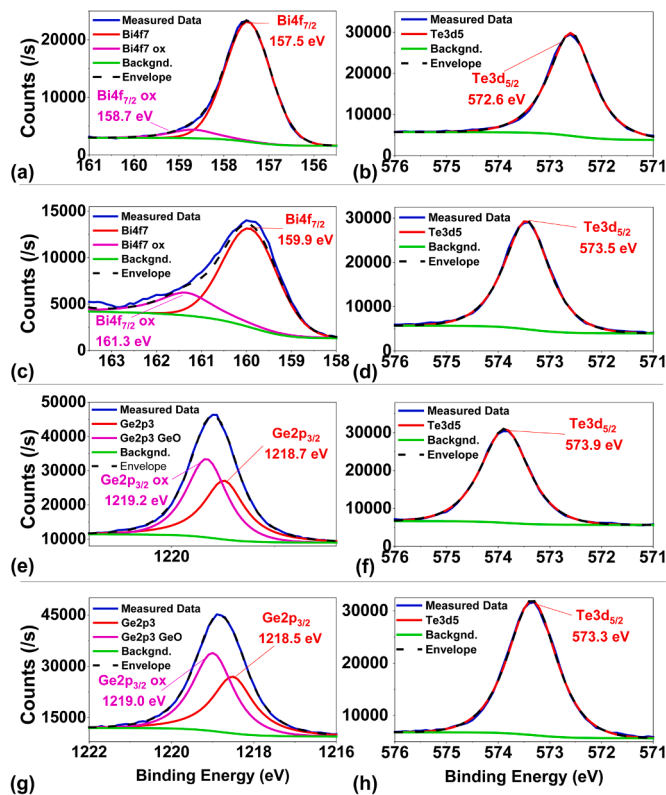 Counts (/s)
23000
13000
3000
0
Measured Data
Bi4f7
Bi4f7 ox
Backgnd.
Envelope
Bi4f7/2
157.5 eV
Bi4f7/2 ox
158.7 eV
161 160 159 158 157 156
(a)
30000
20000
10000
0
Measured Data
Te3d5
Backgnd.
Envelope
Te3d5/2
572.6 eV
576 575 574 573 572 571
(b)
Counts (/s)
15000
10000
5000
0
Measured Data
Bi4f7
Bi4f7 ox
Backgnd.
Envelope
Bi4f7/2
159.9 eV
Bi4f7/2 ox
161.3 eV
163 162 161 160 159 158
(c)
30000
20000
10000
0
Measured Data
Te3d5
Backgnd.
Envelope
Te3d5/2
573.5 eV
576 575 574 573 572 571
(d)
Counts (/s)
50000
40000
30000
20000
10000
Measured Data
Ge2p3
Ge2p3 GeO
Backgnd.
Envelope
Ge2p3/2
1218.7 eV
Ge2p3/2 ox
1219.2 eV
1220
(e)
30000
20000
10000
0
Measured Data
Te3d5
Backgnd.
Envelope
Te3d5/2
573.9 eV
576 575 574 573 572 571
(f)
Counts (/s)
45000
30000
15000
Measured Data
Ge2p3
Ge2p3 GeO
Backgnd.
Envelope
Ge2p3/2
1218.5 eV
Ge2p3/2 ox
1219.0 eV
1222 1220 1218 1216
Binding Energy (eV)
(g)
30000
20000
10000
Measured Data
Te3d5
Backgnd.
Envelope
Te3d5/2
573.3 eV
576 575 574 573 572 571
Binding Energy (eV)
(h)